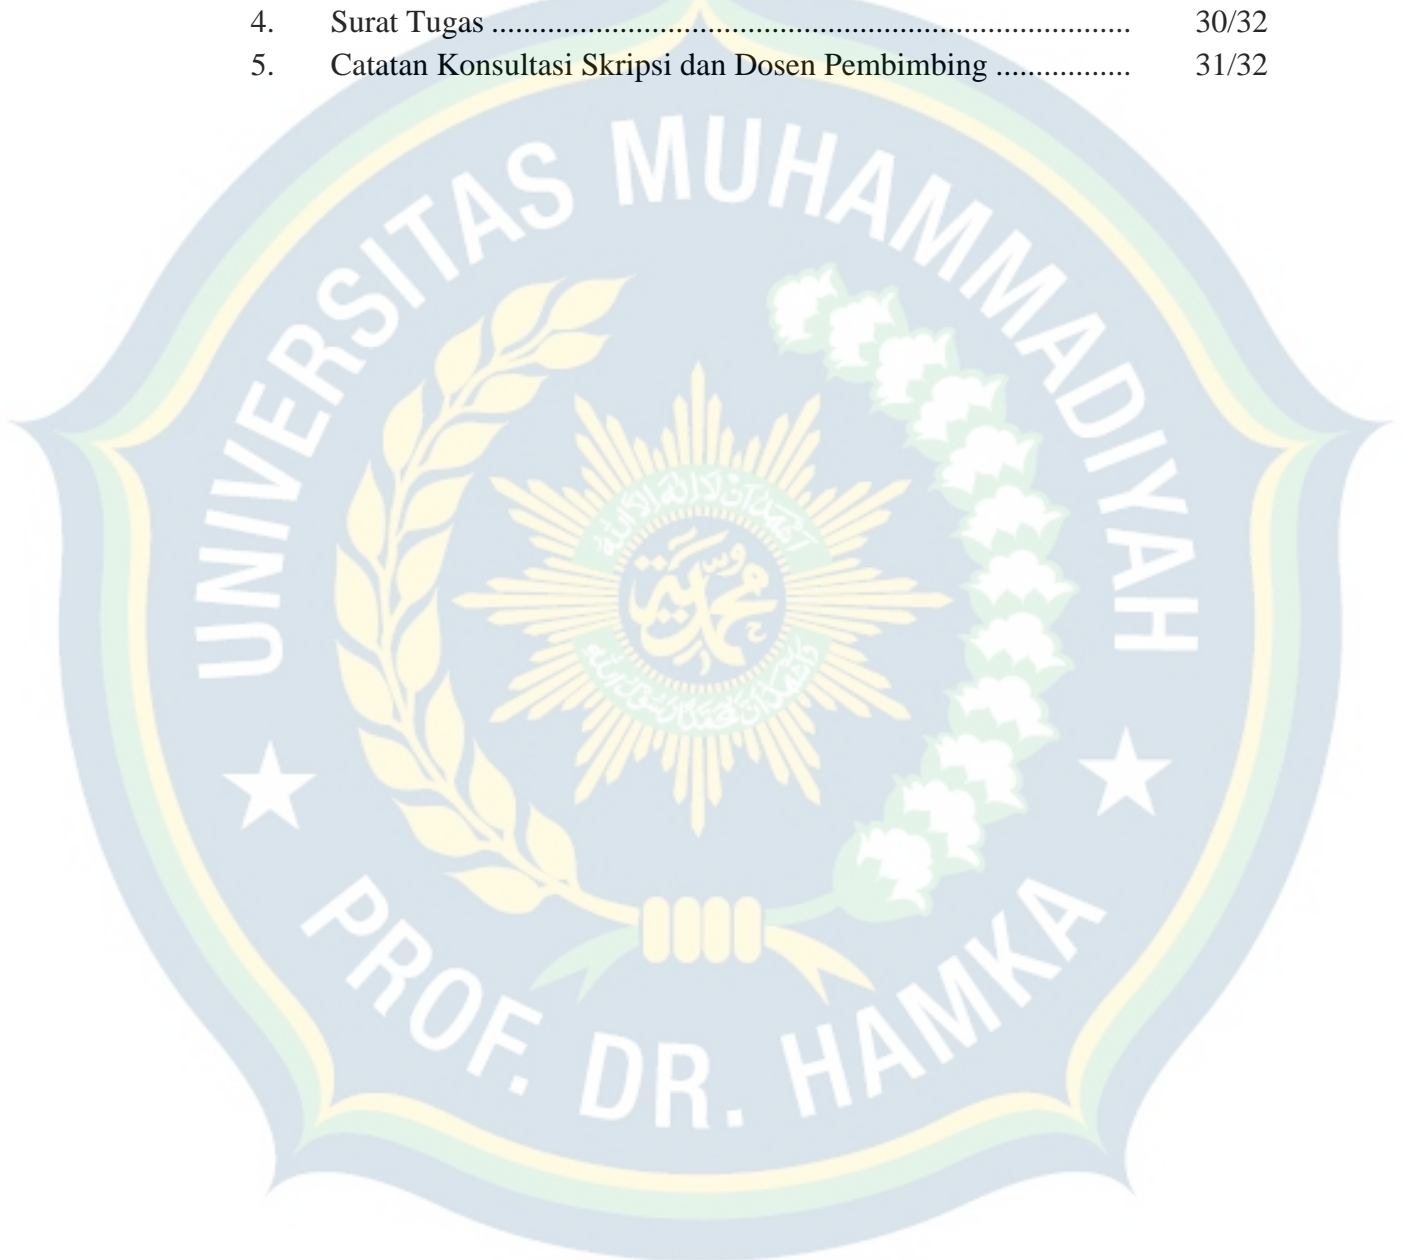 4. Surat Tugas ................................................................................ 30/32
5. Catatan Konsultasi Skripsi dan Dosen Pembimbing ................. 31/32
UNIVERSITAS MUHAMMADIYAH
محمدية
PROF. DR. HAMKA